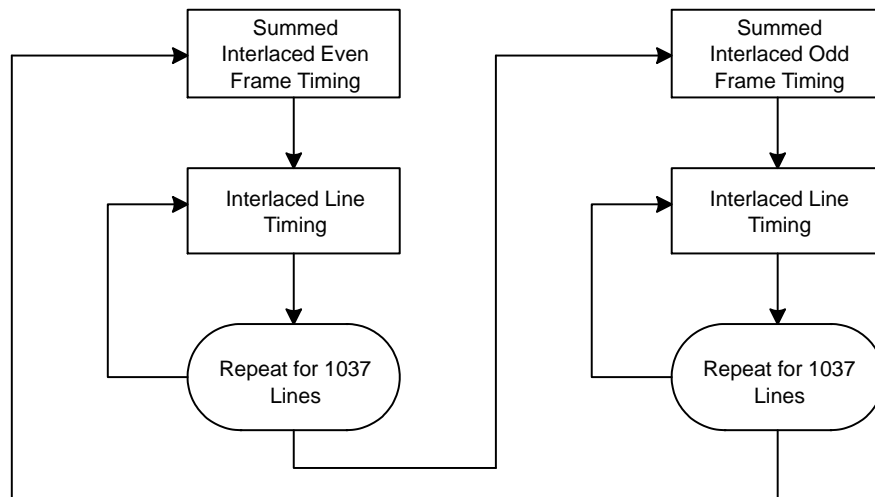 Summed
Interlaced Even
Frame Timing
Interlaced Line
Timing
Repeat for 1037
Lines
Summed
Interlaced Odd
Frame Timing
Interlaced Line
Timing
Repeat for 1037
Lines